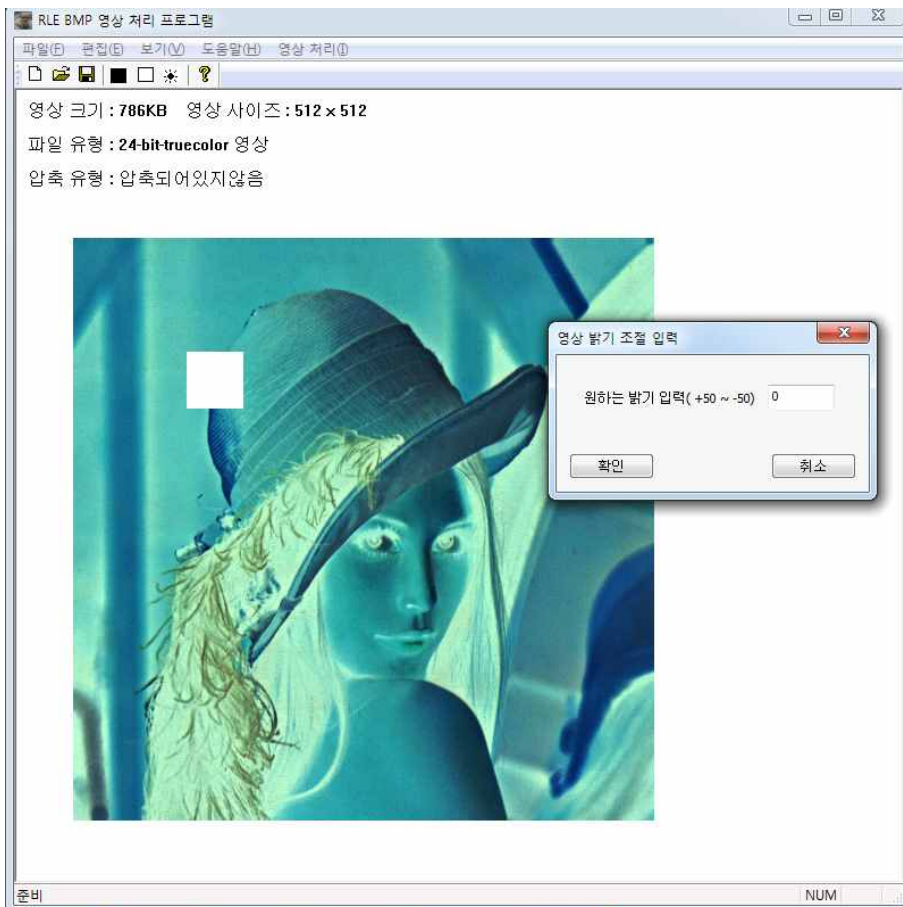 RLE BMP 영상 처리 프로그램
파일(F) 편집(E) 보기(V) 도움말(H) 영상 처리(I)
영상 크기 : 786KB 영상 사이즈 : 512 x 512
파일 유형 : 24-bit-truecolor 영상
압축 유형 : 압축되어있지않음
영상 밝기 조절 입력
원하는 밝기 입력( +50 ~ -50) 0
확인 취소
준비 NUM